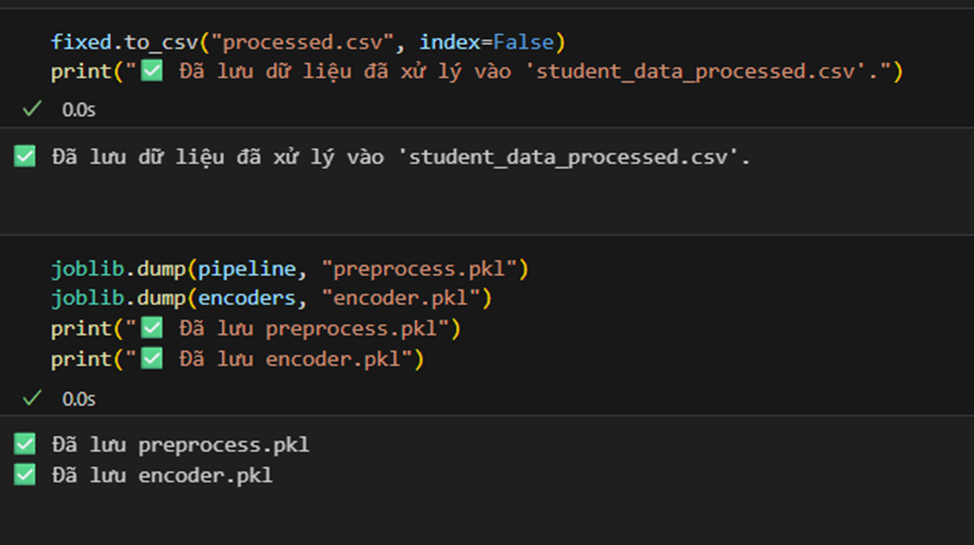 fixed.to_csv("processed.csv", index=False)
print("✅ Đã lưu dữ liệu đã xử lý vào 'student_data_processed.csv'.")
✓ 0.0s
✅ Đã lưu dữ liệu đã xử lý vào 'student_data_processed.csv'.
joblib.dump(pipeline, "preprocess.pkl")
joblib.dump(encoders, "encoder.pkl")
print("✅ Đã lưu preprocess.pkl")
print("✅ Đã lưu encoder.pkl")
✓ 0.0s
✅ Đã lưu preprocess.pkl
✅ Đã lưu encoder.pkl